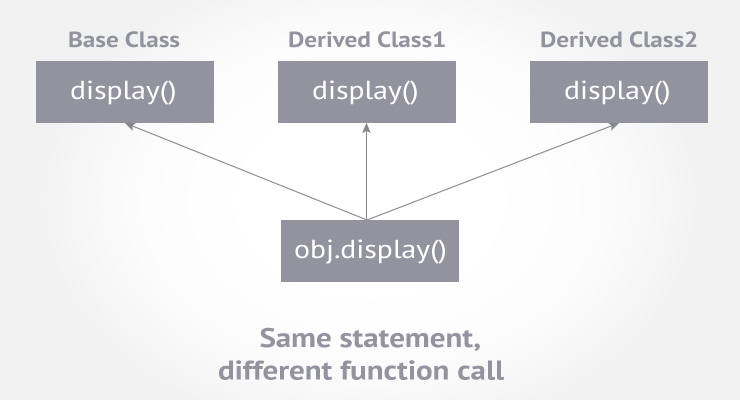 Base Class
Derived Class1
Derived Class2
display()
display()
display()
obj.display()
Same statement,
different function call